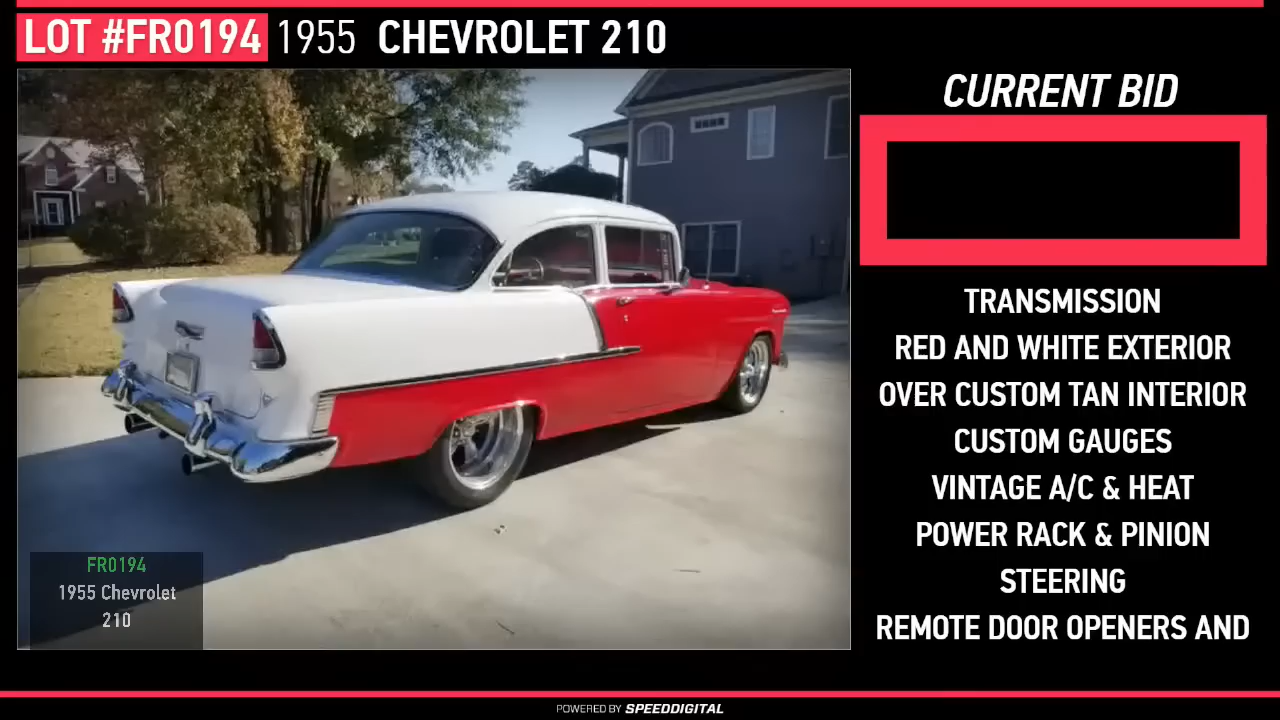 LOT #FR0194 1955 CHEVROLET 210
CURRENT BID
TRANSMISSION
RED AND WHITE EXTERIOR
OVER CUSTOM TAN INTERIOR
CUSTOM GAUGES
VINTAGE A/C & HEAT
POWER RACK & PINION
STEERING
REMOTE DOOR OPENERS AND
FR0194
1955 Chevrolet
210
POWERED BY SPEEDDIGITAL